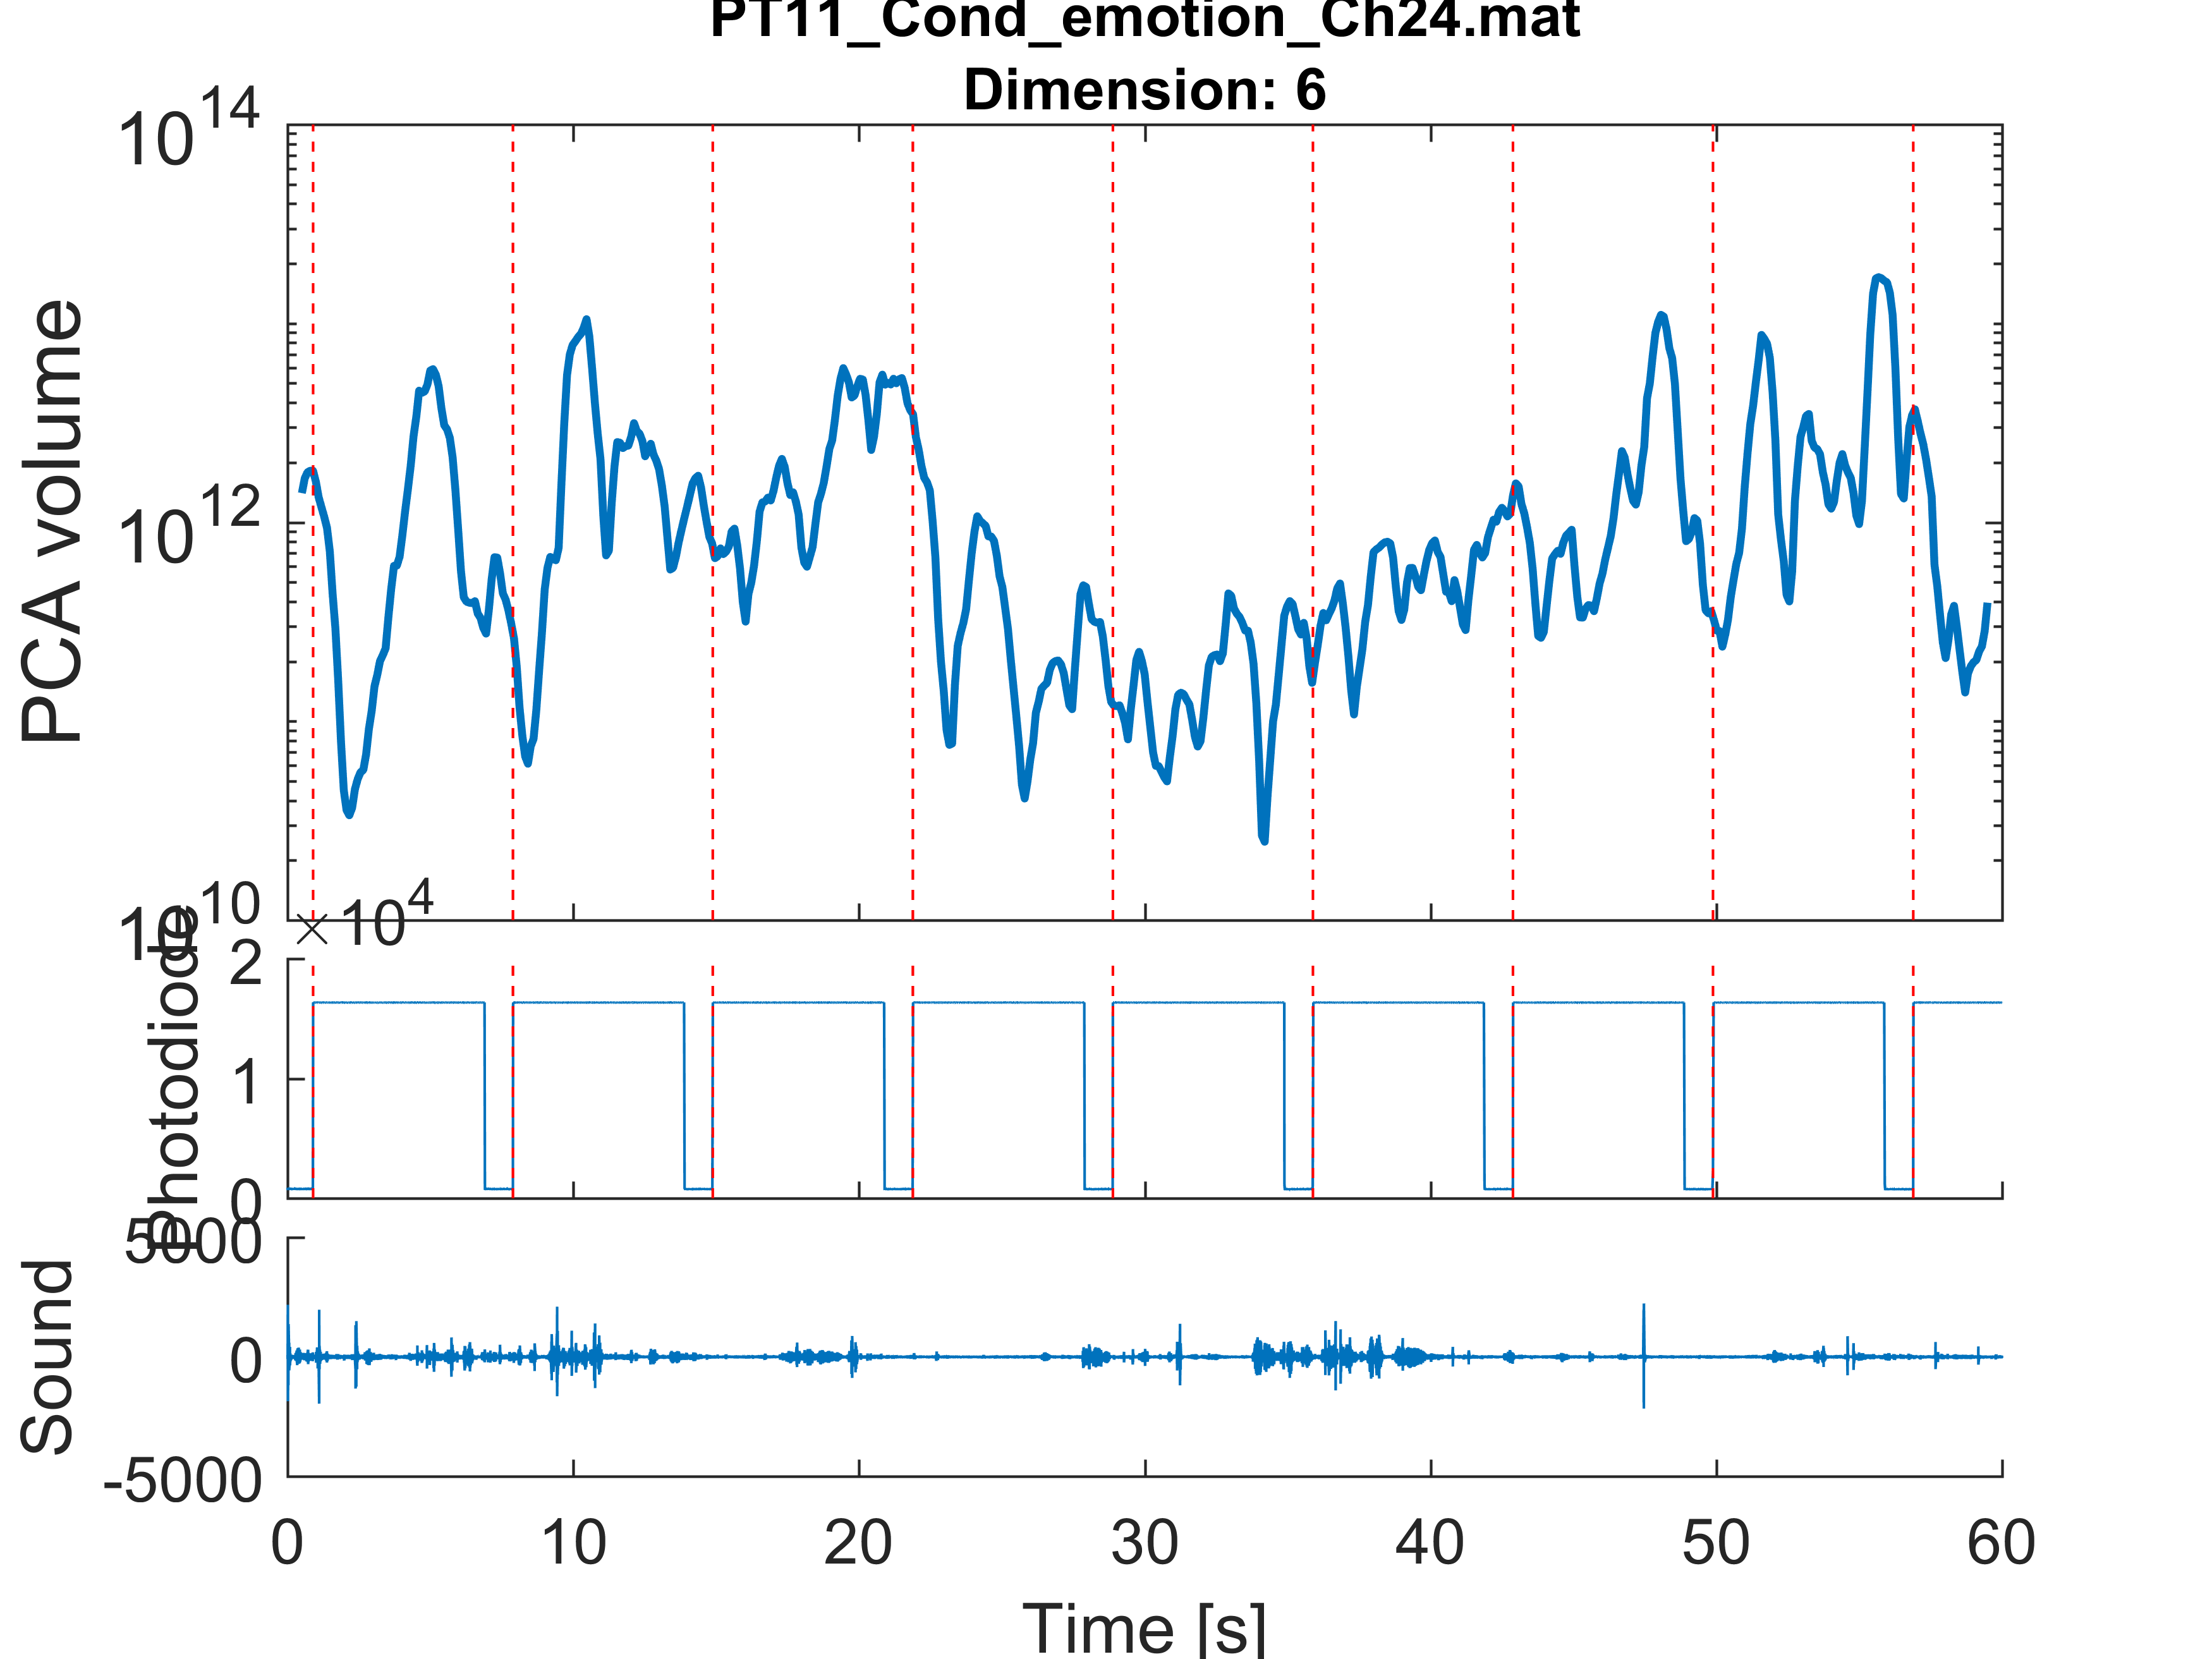 PT11_Cond_emotion_Ch24.mat
Dimension: 6
PCA volume
10^14
10^12
10^10
×10^4
Photodiode
2
1
0
Sound
5000
0
-5000
0 10 20 30 40 50 60
Time [s]